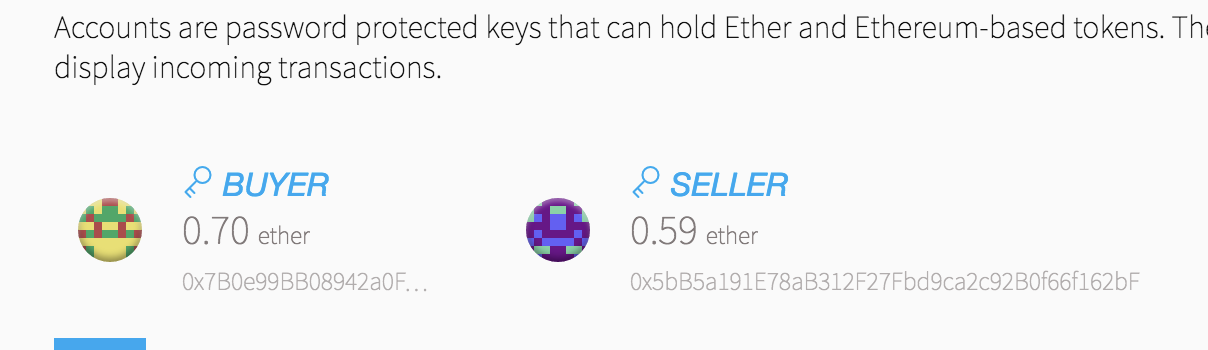 Accounts are password protected keys that can hold Ether and Ethereum-based tokens. The
display incoming transactions.
BUYER
SELLER
0.70 ether
0.59 ether
0x7B0e99BB08942a0F...
0x5bB5a191E78aB312F27Fbd9ca2c92B0f66f162bF